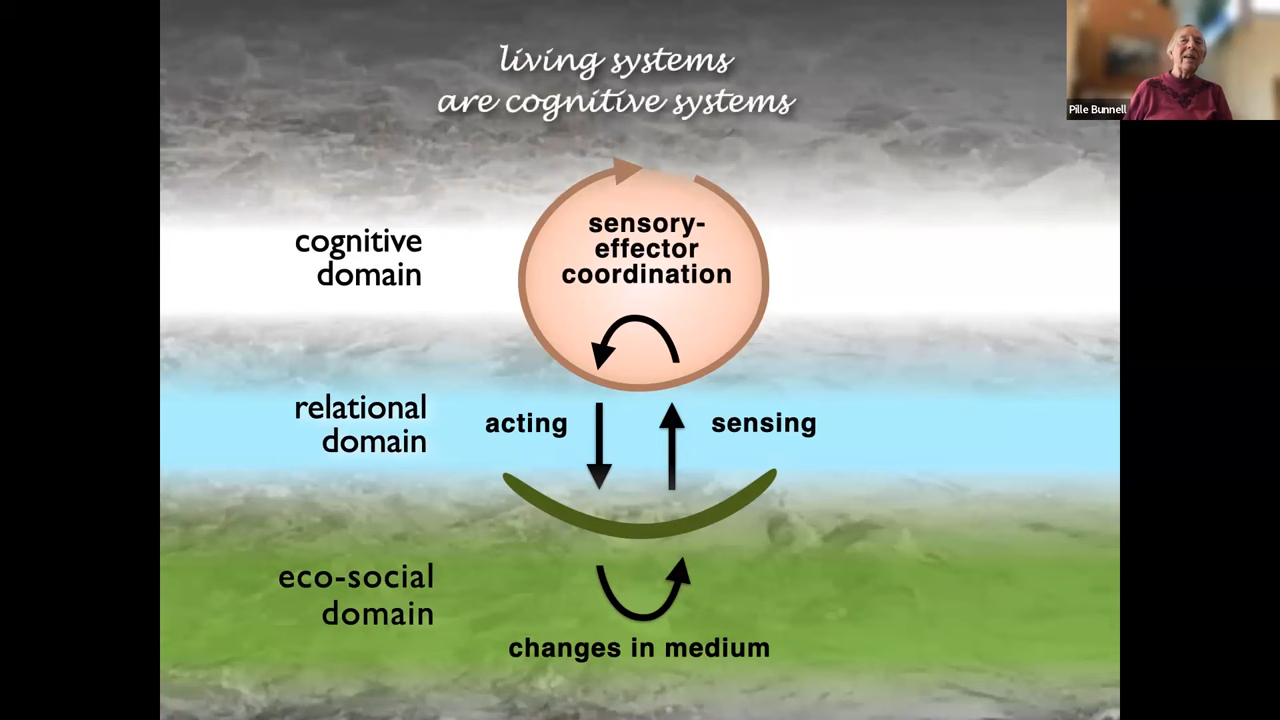 living systems
are cognitive systems
Pille Bunnell
cognitive
domain
sensory-
effector
coordination
relational
domain
acting
sensing
eco-social
domain
changes in medium